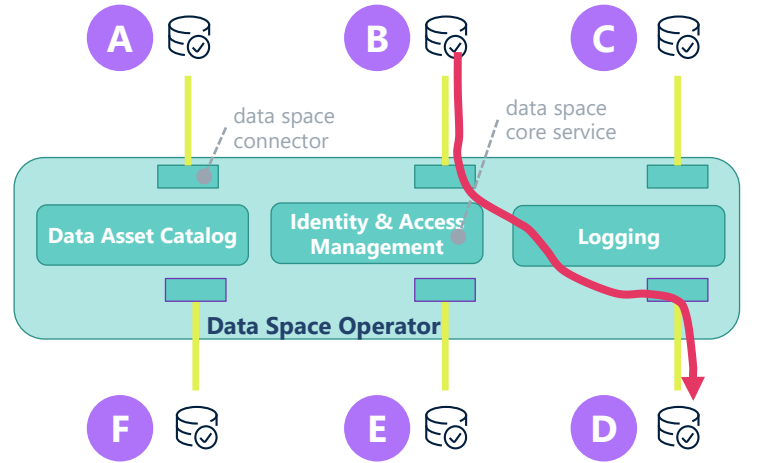 A
B
C
data space
connector
data space
core service
Data Asset Catalog
Identity & Access
Management
Logging
Data Space Operator
F
E
D